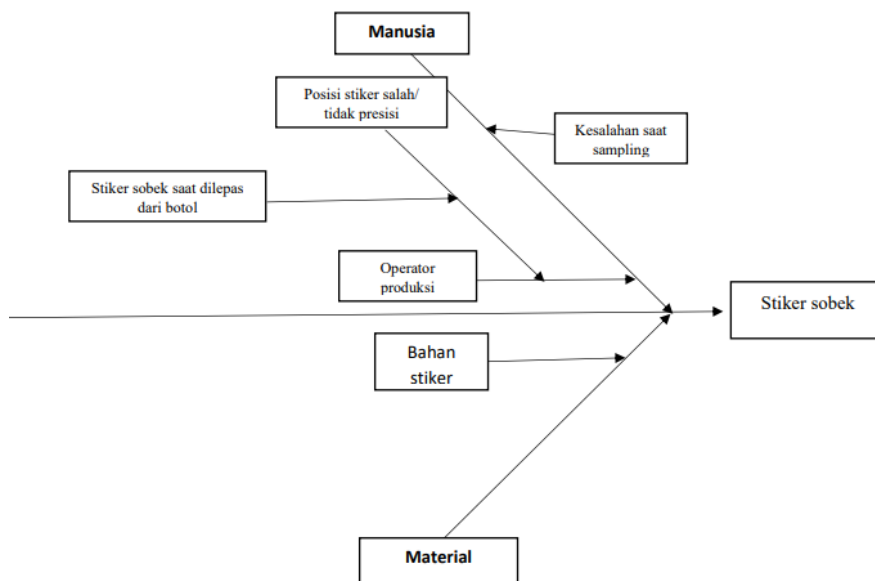 Manusia
Posisi stiker salah/
tidak presisi
Kesalahan saat
sampling
Stiker sobek saat dilepas
dari botol
Operator
produksi
Stiker sobek
Bahan
stiker
Material